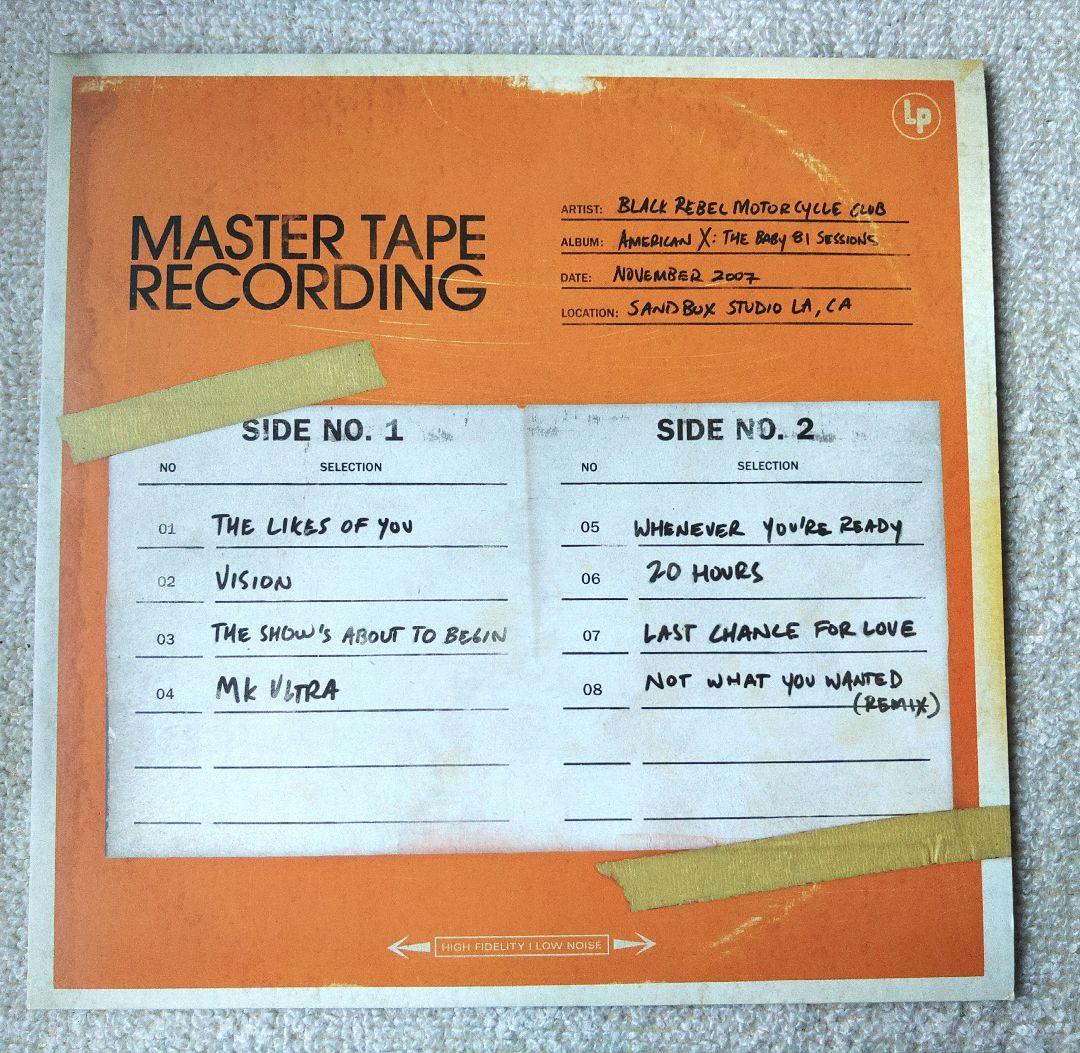 LP
MASTER TAPE
RECORDING
ARTIST: BLACK REBEL MOTORCYCLE CLUB
ALBUM: AMERICAN X: THE BABY 81 SESSIONS
DATE: NOVEMBER 2007
LOCATION: SANDBOX STUDIO LA, CA
SIDE NO. 1
NO SELECTION
01 THE LIKES OF YOU
02 VISION
03 THE SHOW'S ABOUT TO BEGIN
04 MK ULTRA
SIDE NO. 2
NO SELECTION
05 WHENEVER YOU'RE READY
06 20 HOURS
07 LAST CHANCE FOR LOVE
08 NOT WHAT YOU WANTED
(REMIX)
HIGH FIDELITY | LOW NOISE